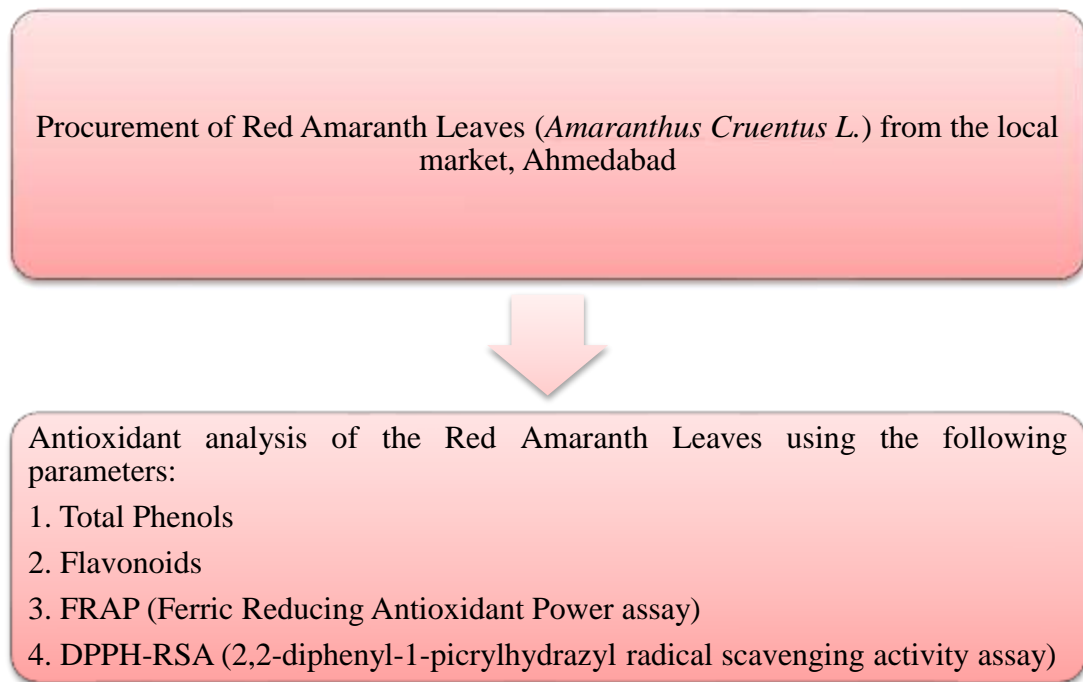 Procurement of Red Amaranth Leaves (Amaranthus Cruentus L.) from the local
market, Ahmedabad
Antioxidant analysis of the Red Amaranth Leaves using the following
parameters:
1. Total Phenols
2. Flavonoids
3. FRAP (Ferric Reducing Antioxidant Power assay)
4. DPPH-RSA (2,2-diphenyl-1-picrylhydrazyl radical scavenging activity assay)